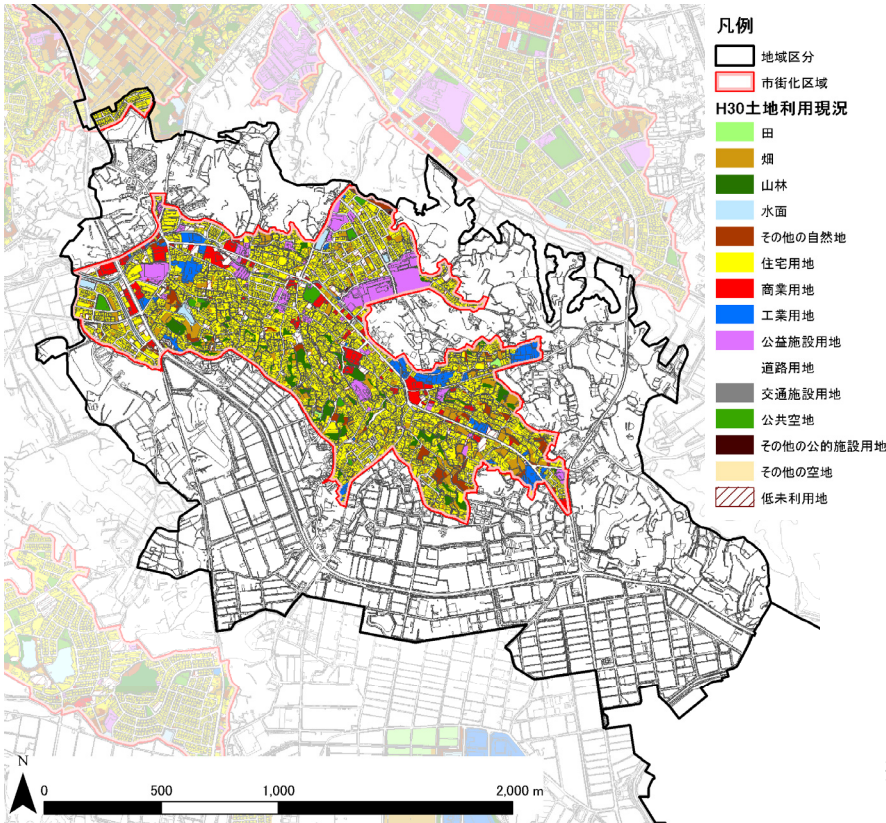 凡例
地域区分
市街化区域
H30土地利用現況
田
畑
山林
水面
その他の自然地
住宅用地
商業用地
工業用地
公益施設用地
道路用地
交通施設用地
公共空地
その他の公的施設用地
その他の空地
低未利用地
N
0 500 1,000 2,000 m